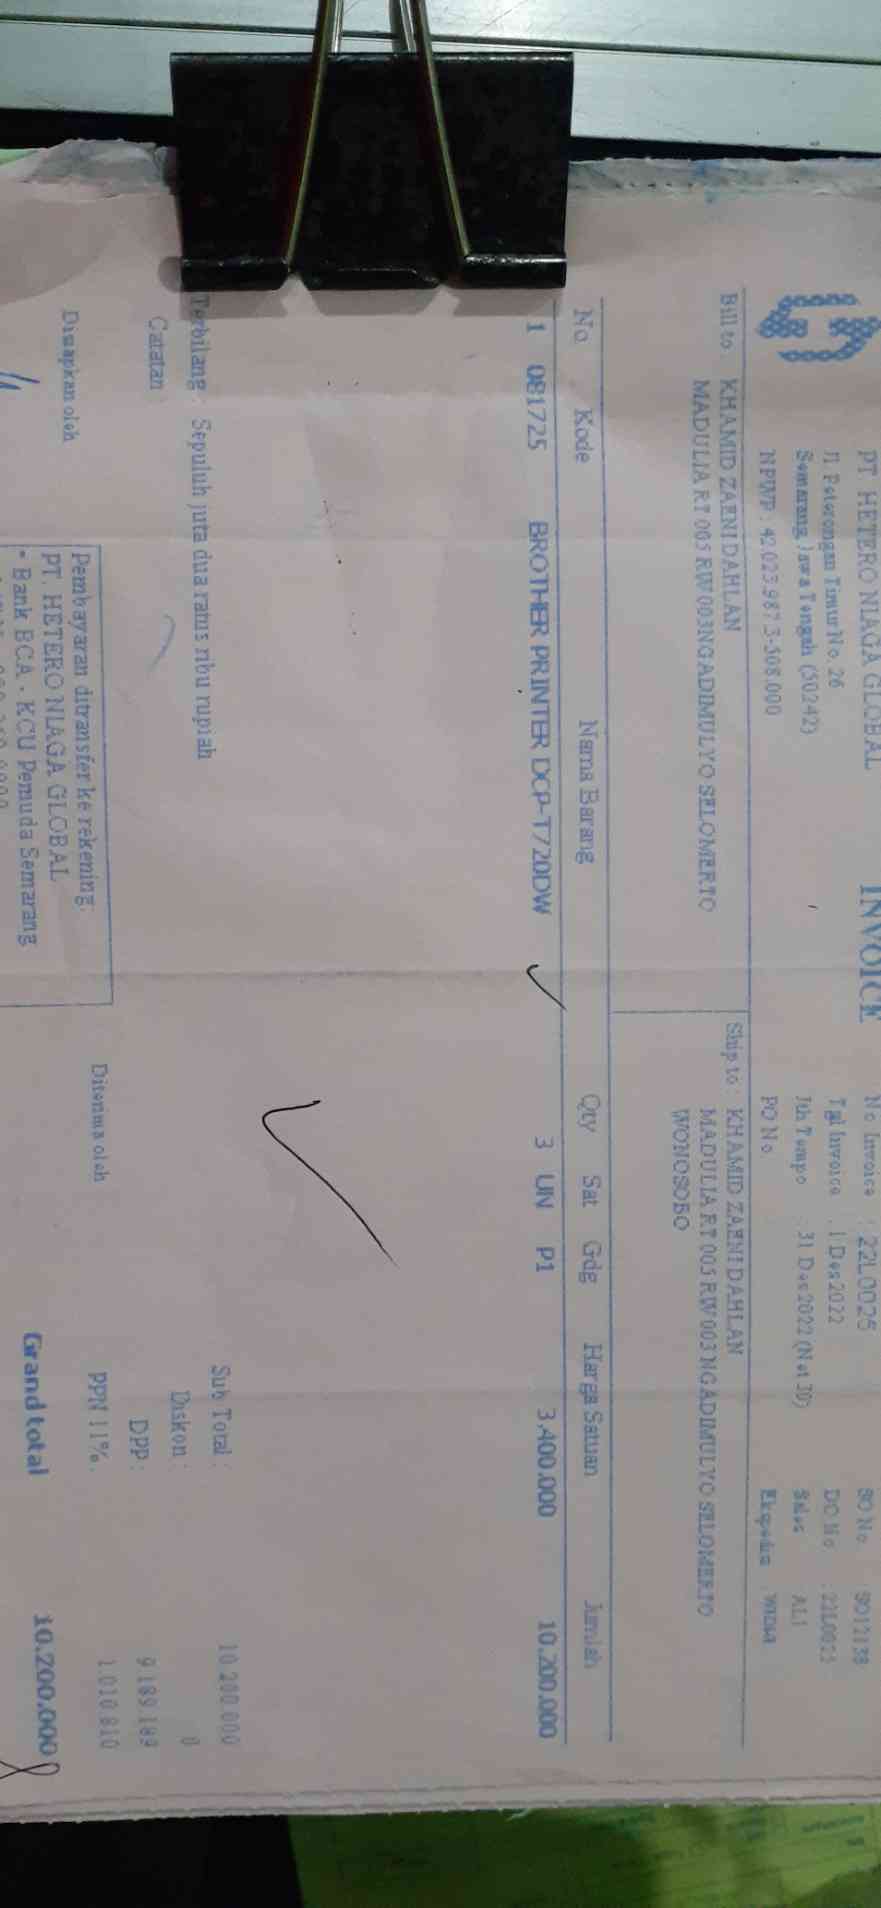 PT. HETERO NIAGA GLOBAL
INVOICE
Jl. Peterongan Timur No. 26
Semarang Jawa Tengah (50242)
NPWP : 42.023.987.3-508.000
No Invoice : 22L0025
Tgl Invoice : 1 Des 2022
Jth Tempo : 31 Des 2022 (Net 30)
PO No.
SO No. SO12138
DO No : 22L0025
Sales ALI
Ekspedisi
Bill to : KHAMID ZAENI DAHLAN
MADULIA RT 005 RW 003 NGADIMULYO SELOMERTO
Ship to : KHAMID ZAENI DAHLAN
MADULIA RT 005 RW 003 NGADIMULYO SELOMERTO
WONOSOBO
No. Kode Nama Barang Qty Sat Gdg Harga Satuan Jumlah
1 081725 BROTHER PRINTER DCP-T720DW 3 UN P1 3,400.000 10.200.000
Terbilang : Sepuluh juta dua ratus ribu rupiah
Catatan :
Sub Total : 10.200.000
Diskon : 0
DPP : 9.189.189
PPN 11% : 1.010.810
Grand total 10.200.000
Disiapkan oleh
Pembayaran ditransfer ke rekening:
PT. HETERO NIAGA GLOBAL
- Bank BCA - KCU Pemuda Semarang
Diterima oleh